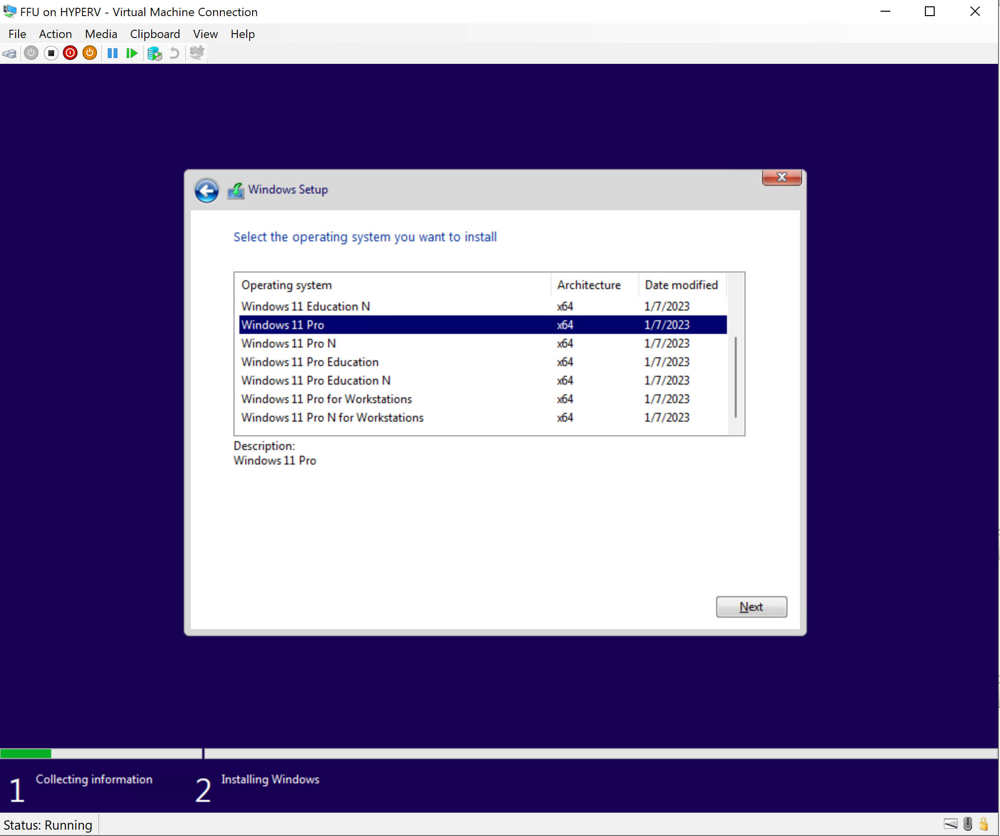 FFU on HYPERV - Virtual Machine Connection
File Action Media Clipboard View Help
Windows Setup
Select the operating system you want to install
Operating system Architecture Date modified
Windows 11 Education N x64 1/7/2023
Windows 11 Pro x64 1/7/2023
Windows 11 Pro N x64 1/7/2023
Windows 11 Pro Education x64 1/7/2023
Windows 11 Pro Education N x64 1/7/2023
Windows 11 Pro for Workstations x64 1/7/2023
Windows 11 Pro N for Workstations x64 1/7/2023
Description:
Windows 11 Pro
Next
1 Collecting information 2 Installing Windows
Status: Running